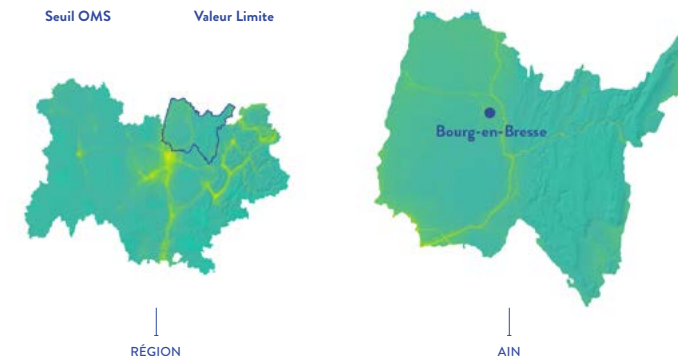 Seuil OMS
Valeur Limite
Bourg-en-Bresse
RÉGION
AIN